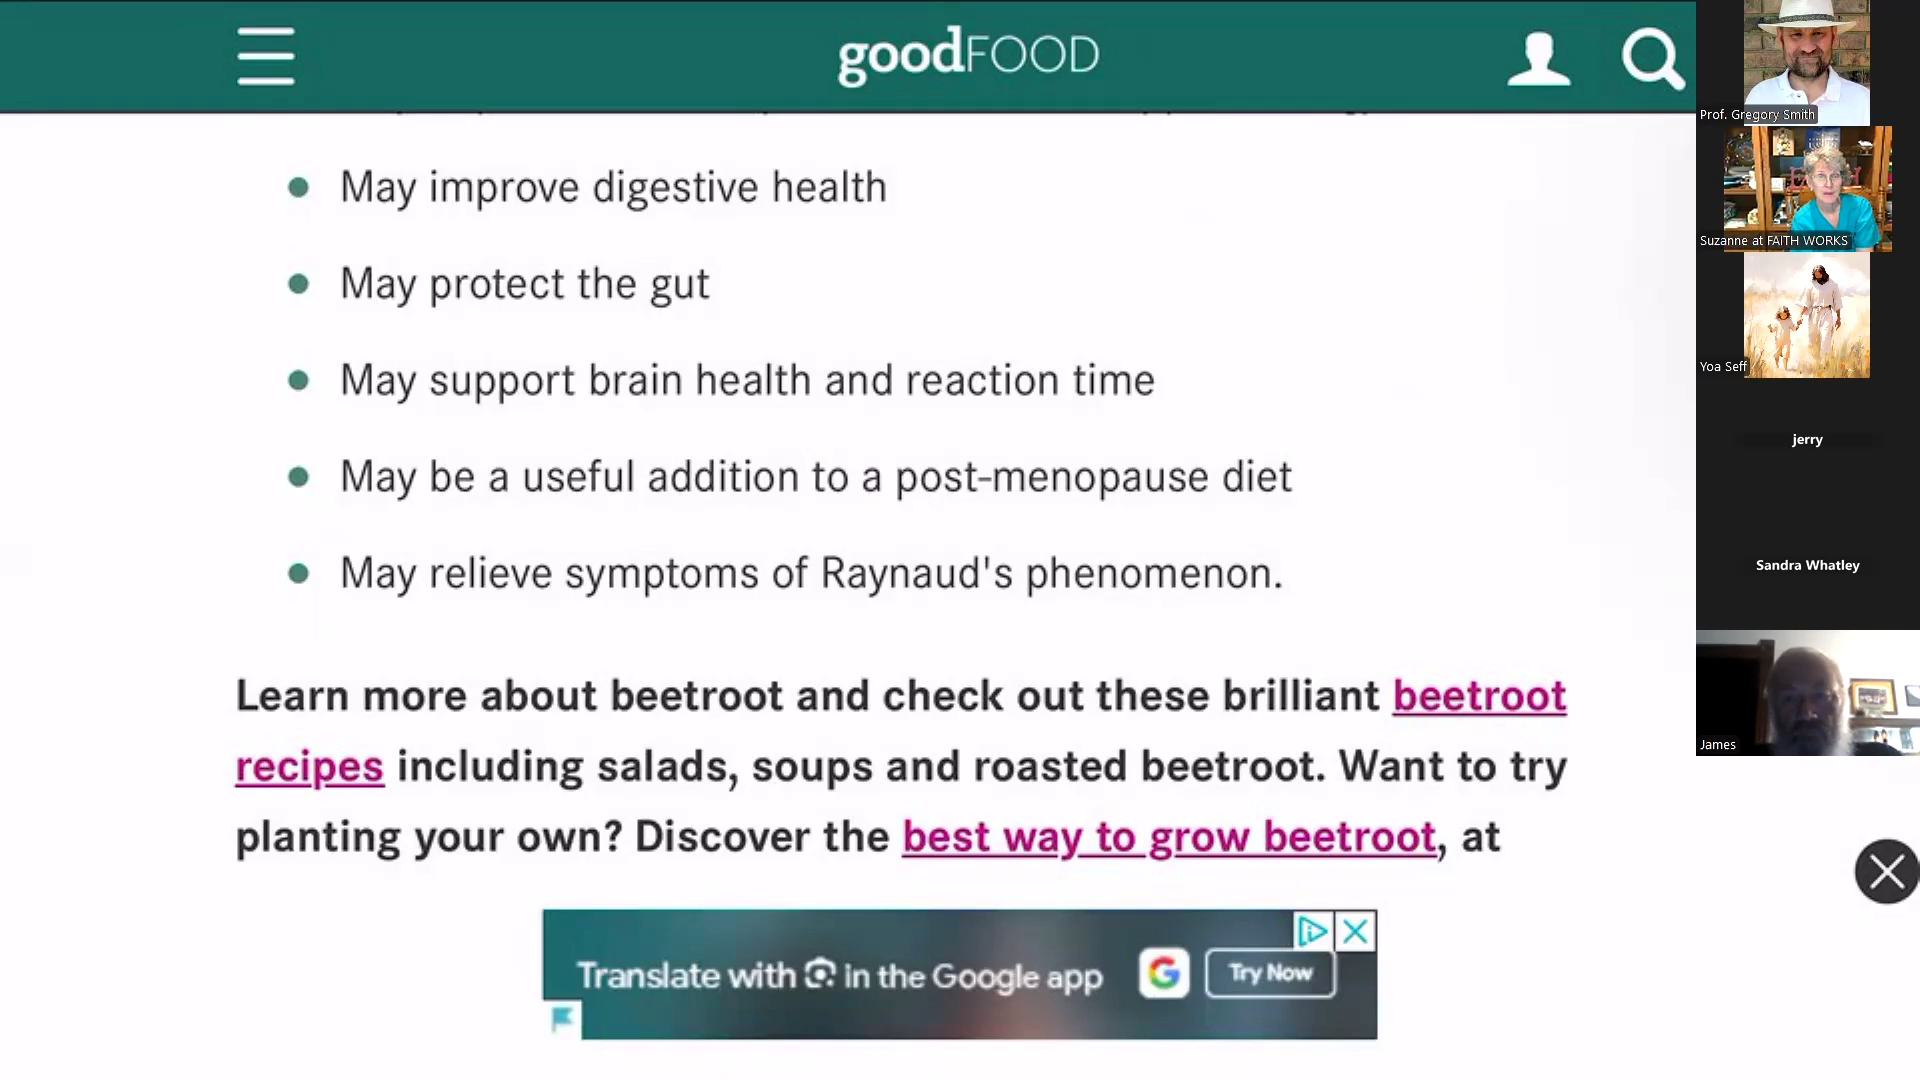 goodFOOD
May improve digestive health
May protect the gut
May support brain health and reaction time
May be a useful addition to a post-menopause diet
May relieve symptoms of Raynaud's phenomenon.
Learn more about beetroot and check out these brilliant beetroot
recipes including salads, soups and roasted beetroot. Want to try
planting your own? Discover the best way to grow beetroot, at
Translate with in the Google app
G
Try Now
Prof. Gregory Smith
Suzanne at FAITH WORKS
Yoa Seff
jerry
Sandra Whatley
James